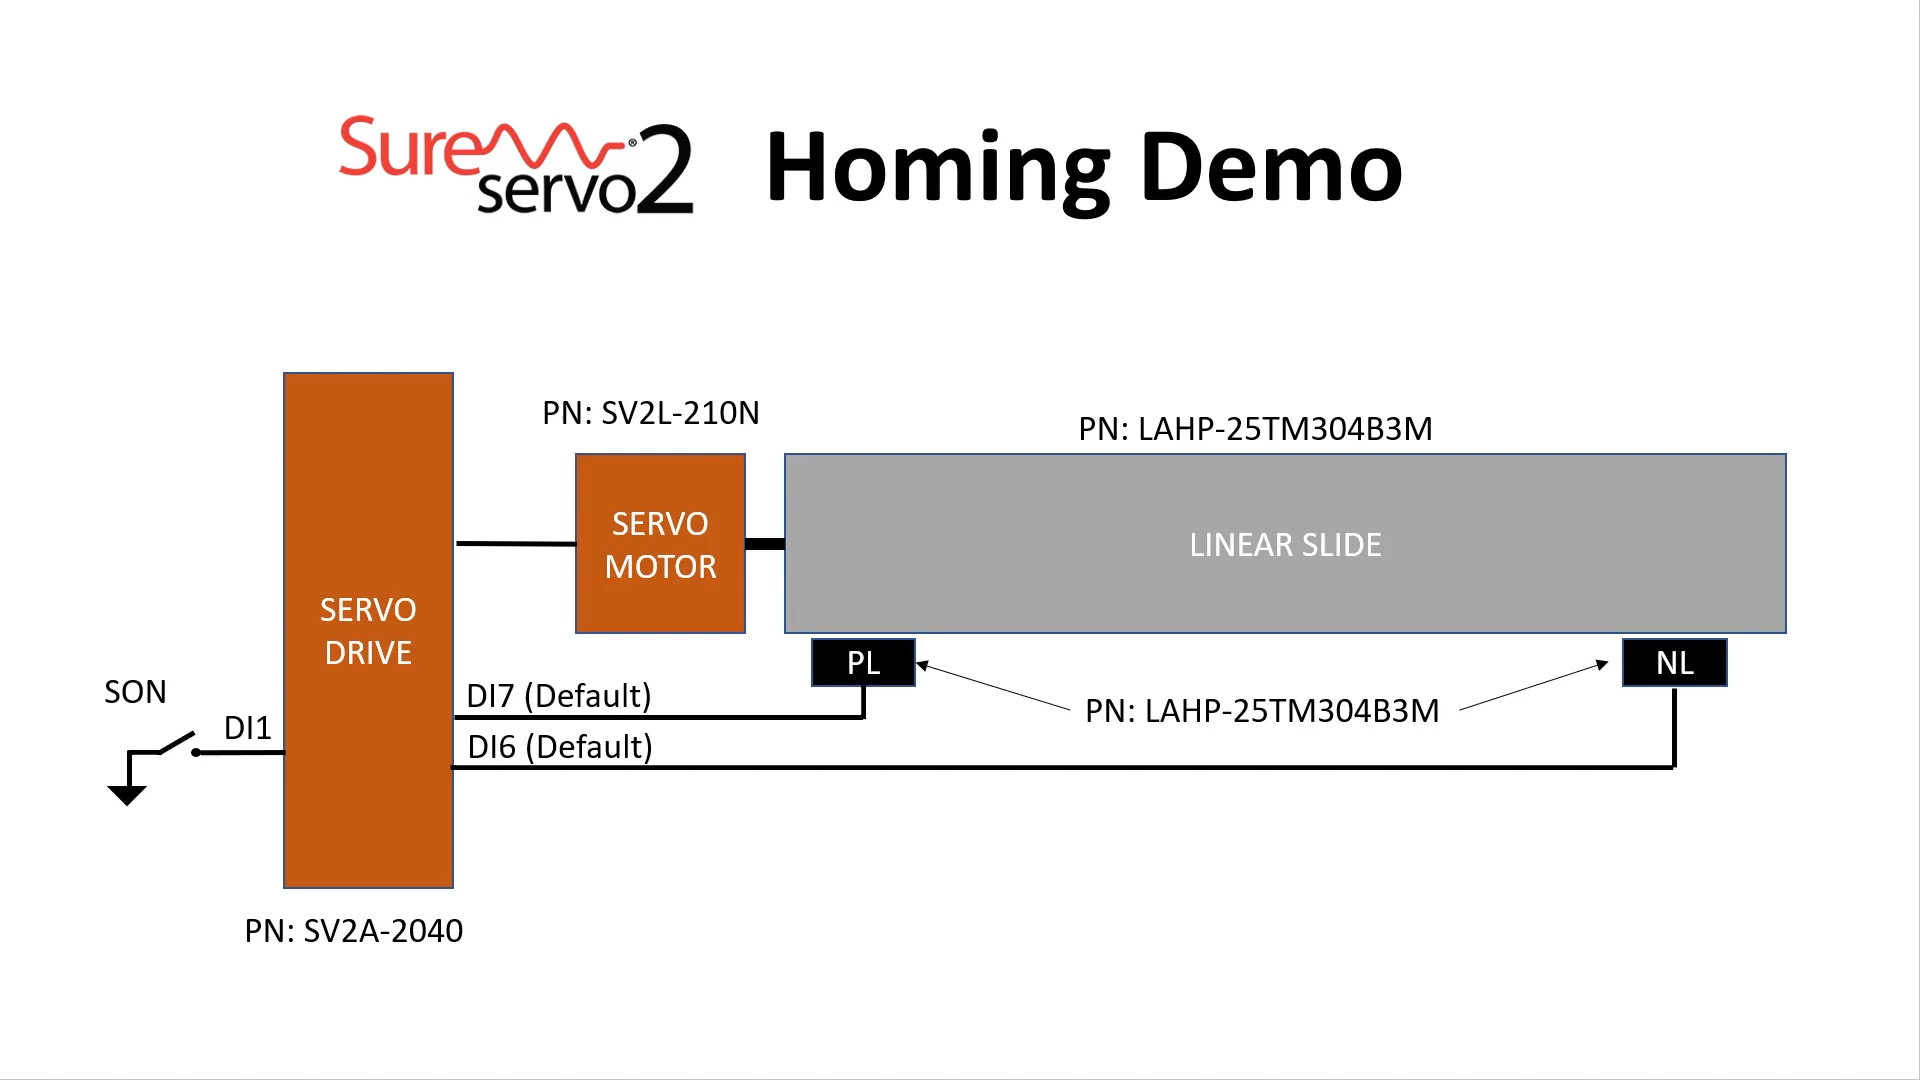 Sure servo2® Homing Demo
PN: SV2L-210N
PN: LAHP-25TM304B3M
SERVO
MOTOR
LINEAR SLIDE
SERVO
DRIVE
PL
NL
SON
DI7 (Default)
PN: LAHP-25TM304B3M
DI1
DI6 (Default)
PN: SV2A-2040